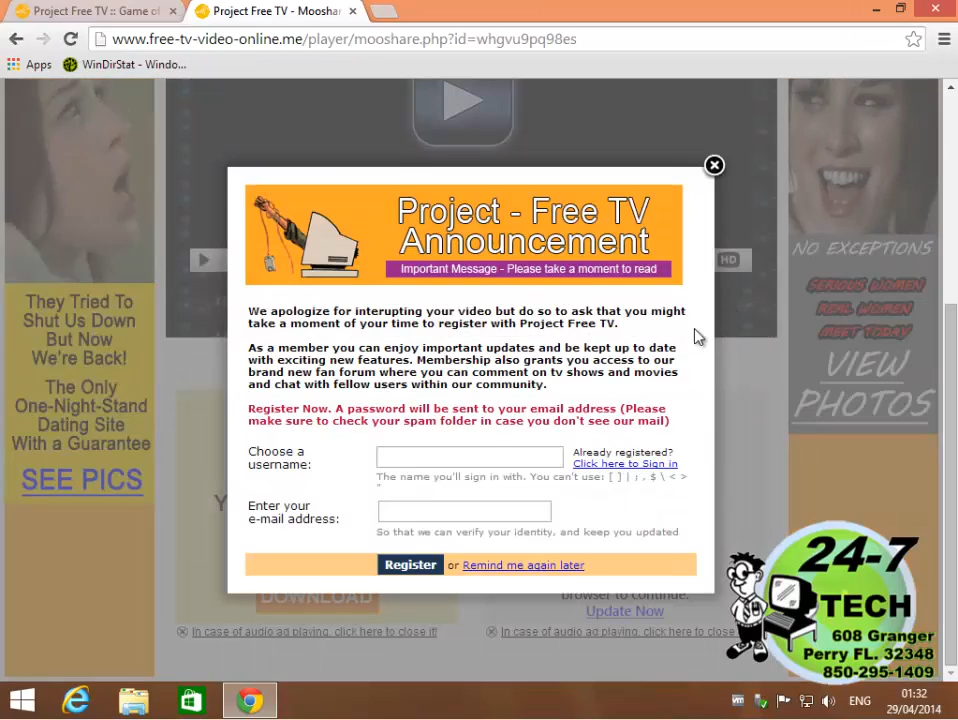 Project Free TV :: Game of
Project Free TV - Mooshar
www.free-tv-video-online.me/player/mooshare.php?id=whgvu9pq98es
Apps
WinDirStat - Windo...
Project - Free TV
Announcement
Important Message - Please take a moment to read
We apologize for interupting your video but do so to ask that you might
take a moment of your time to register with Project Free TV.
As a member you can enjoy important updates and be kept up to date
with exciting new features. Membership also grants you access to our
brand new fan forum where you can comment on tv shows and movies
and chat with fellow users within our community.
Register Now. A password will be sent to your email address (Please
make sure to check your spam folder in case you don't see our mail)
Choose a
username:
Already registered?
Click here to Sign in
The name you'll sign in with. You can't use: [ ] | ; , $ \ < >
"
Enter your
e-mail address:
So that we can verify your identity, and keep you updated
Register or Remind me again later
They Tried To
Shut Us Down
But Now
We're Back!
The Only
One-Night-Stand
Dating Site
With a Guarantee
SEE PICS
HD
NO EXCEPTIONS
SERIOUS WOMEN
REAL WOMEN
MEET TODAY
VIEW
PHOTOS
Y
DOWNLOAD
browser to continue.
Update Now
In case of audio ad playing, click here to close it!
In case of audio ad playing, click here to close
24-7
TECH
608 Granger
Perry FL. 32348
850-295-1409
ENG
01:32
29/04/2014